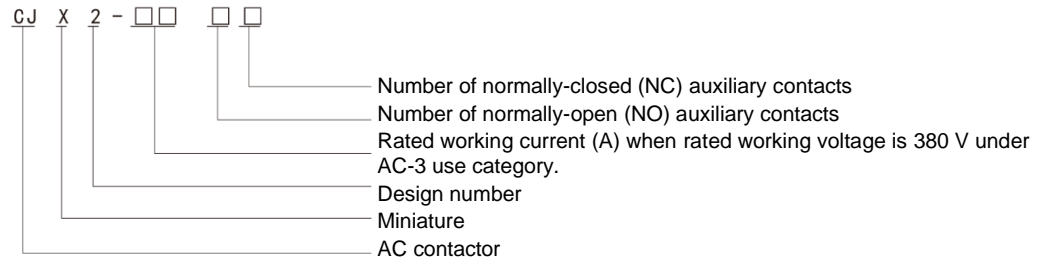 CJ X 2 - □□ □ □
Number of normally-closed (NC) auxiliary contacts
Number of normally-open (NO) auxiliary contacts
Rated working current (A) when rated working voltage is 380 V under
AC-3 use category.
Design number
Miniature
AC contactor